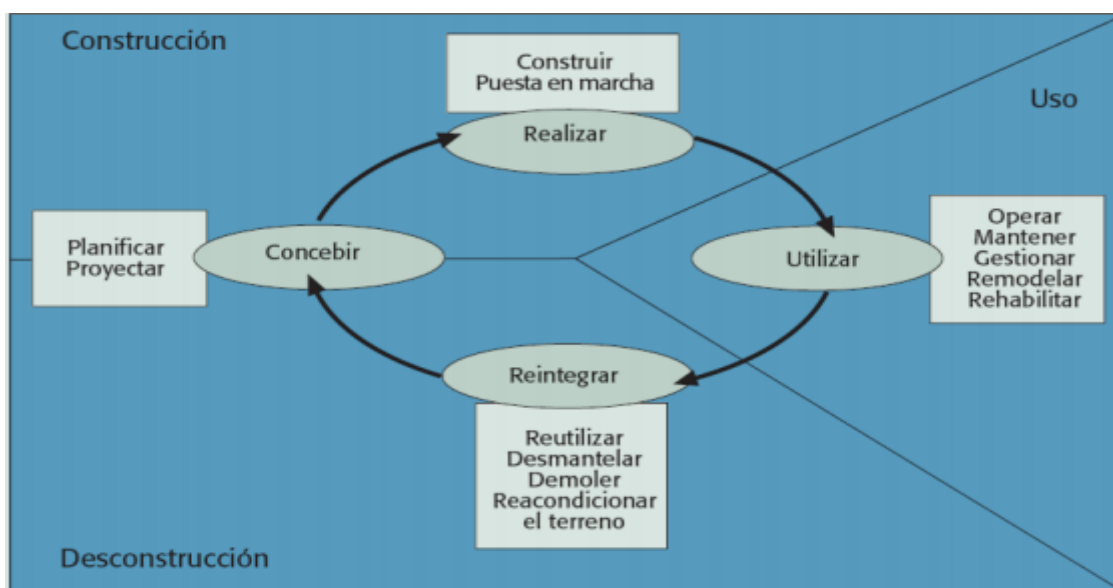 Construcción
Construir
Puesta en marcha
Realizar
Uso
Planificar
Proyectar
Concebir
Utilizar
Operar
Mantener
Gestionar
Remodelar
Rehabilitar
Reintegrar
Reutilizar
Desmantelar
Demoler
Reacondicionar
el terreno
Desconstrucción